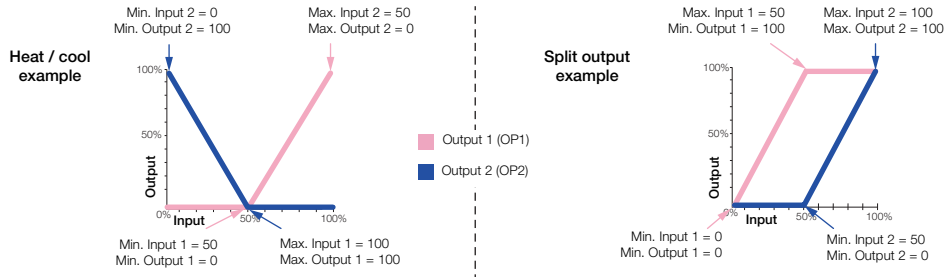 Min. Input 2 = 0
Min. Output 2 = 100
Max. Input 2 = 50
Max. Output 2 = 0
Heat / cool
example
100%
50%
Output
0%
Input
50%
100%
Min. Input 1 = 50
Min. Output 1 = 0
Max. Input 1 = 100
Max. Output 1 = 100
Output 1 (OP1)
Output 2 (OP2)
Max. Input 1 = 50
Min. Output 1 = 100
Max. Input 2 = 100
Max. Output 2 = 100
Split output
example
100%
50%
Output
0%
Input
50%
100%
Min. Input 1 = 0
Min. Output 1 = 0
Min. Input 2 = 50
Min. Output 2 = 0